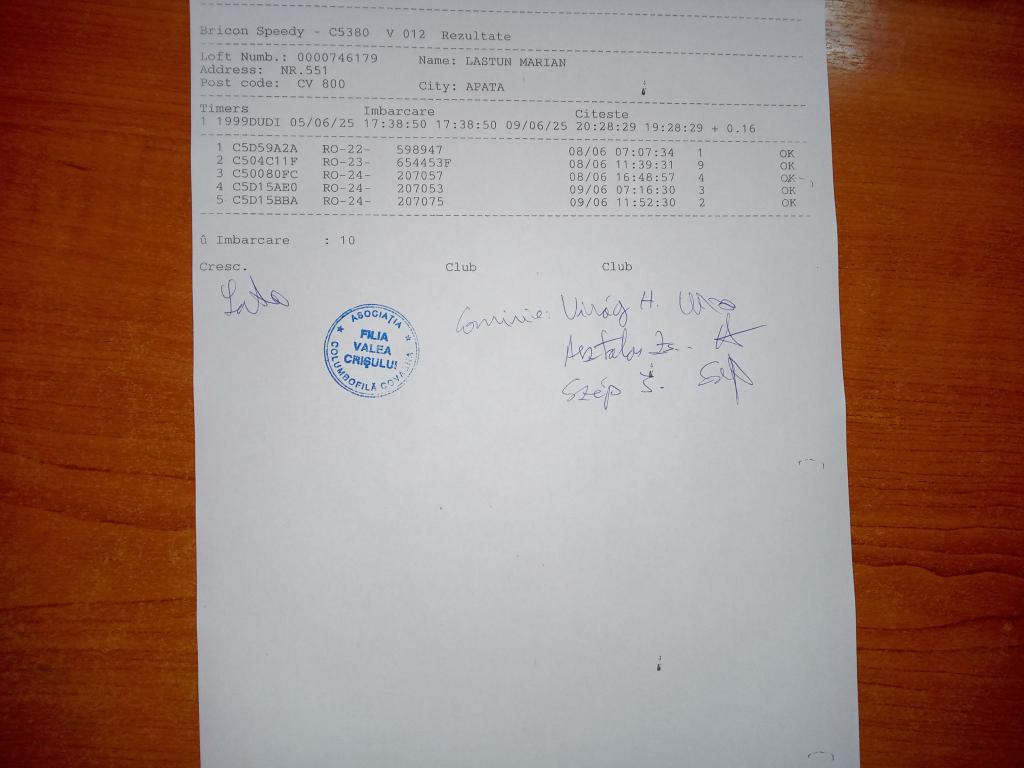 Bricon Speedy - C5380 V 012 Rezultate
Loft Numb.: 0000746179 Name: LASTUN MARIAN
Address: NR.551
Post code: CV 800 City: APATA
Timers Imbarcare Citeste
1 1999DUDI 05/06/25 17:38:50 17:38:50 09/06/25 20:28:29 19:28:29 + 0.16
1 C5D59A2A RO-22- 598947 08/06 07:07:34 1 OK
2 C504C11F RO-23- 654453F 08/06 11:39:31 9 OK
3 C50080FC RO-24- 207057 08/06 16:48:57 4 OK
4 C5D15AE0 RO-24- 207053 09/06 07:16:30 3 OK
5 C5D15BBA RO-24- 207075 09/06 11:52:30 2 OK
û Imbarcare : 10
Cresc. Club Club
Virág H.
Szép
ASOCIAŢIA
FILIA
VALEA
CRIŞULUI
COLUMBOFILĂ COVASNA